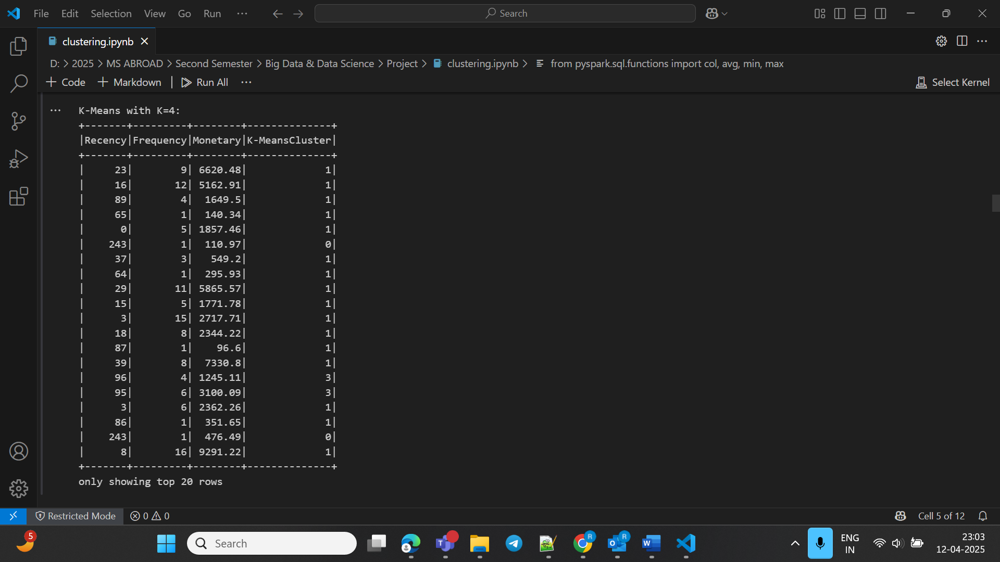 File Edit Selection View Go Run ··· Search
clustering.ipynb
D: > 2025 > MS ABROAD > Second Semester > Big Data & Data Science > Project > clustering.ipynb > from pyspark.sql.functions import col, avg, min, max
+ Code + Markdown | Run All ··· Select Kernel
··· K-Means with K=4:
+-------+---------+--------+--------------+
|Recency|Frequency|Monetary|K-MeansCluster|
+-------+---------+--------+--------------+
|     23|        9| 6620.48|             1|
|     16|       12| 5162.91|             1|
|     89|        4|  1649.5|             1|
|     65|        1|  140.34|             1|
|      0|        5| 1857.46|             1|
|    243|        1|  110.97|             0|
|     37|        3|   549.2|             1|
|     64|        1|  295.93|             1|
|     29|       11| 5865.57|             1|
|     15|        5| 1771.78|             1|
|      3|       15| 2717.71|             1|
|     18|        8| 2344.22|             1|
|     87|        1|    96.6|             1|
|     39|        8|  7330.8|             1|
|     96|        4| 1245.11|             3|
|     95|        6| 3100.09|             3|
|      3|        6| 2362.26|             1|
|     86|        1|  351.65|             1|
|    243|        1|  476.49|             0|
|      8|       16| 9291.22|             1|
+-------+---------+--------+--------------+
only showing top 20 rows
Restricted Mode 0 0 Cell 5 of 12
5 Search T R O R W ENG 23:03
IN 12-04-2025